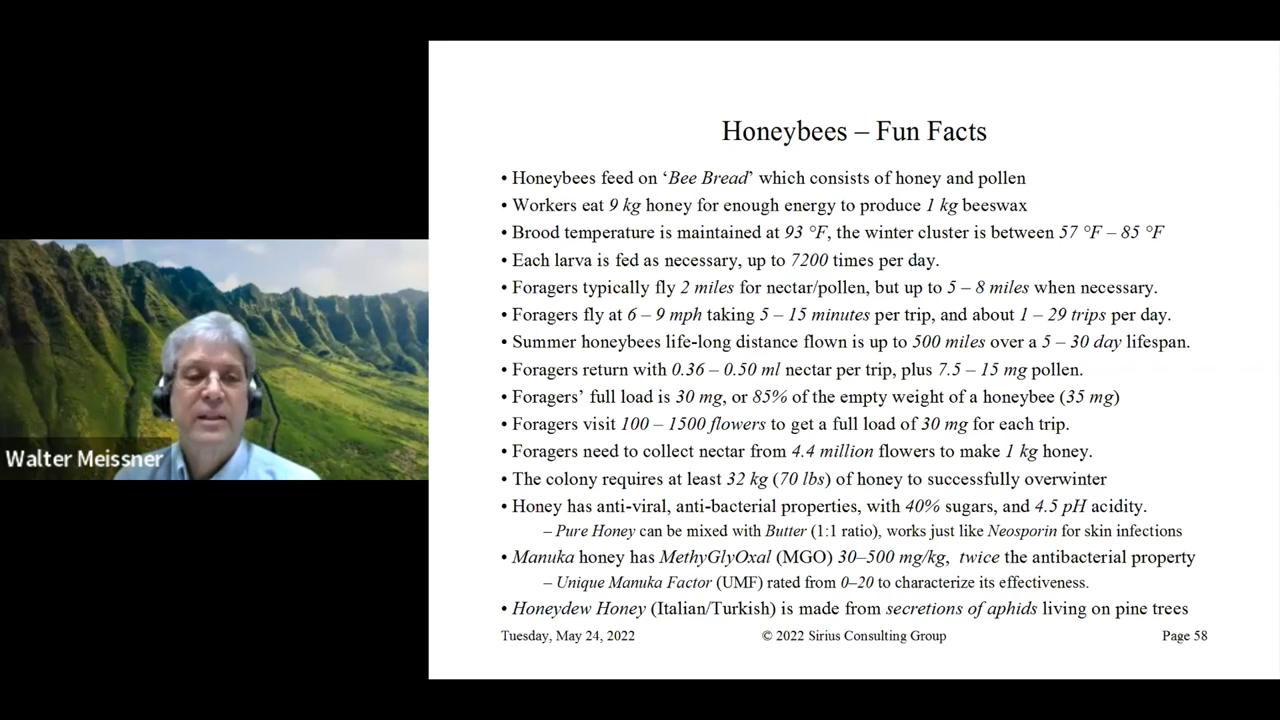 Honeybees – Fun Facts
• Honeybees feed on ‘Bee Bread’ which consists of honey and pollen
• Workers eat 9 kg honey for enough energy to produce 1 kg beeswax
• Brood temperature is maintained at 93 °F, the winter cluster is between 57 °F – 85 °F
• Each larva is fed as necessary, up to 7200 times per day.
• Foragers typically fly 2 miles for nectar/pollen, but up to 5 – 8 miles when necessary.
• Foragers fly at 6 – 9 mph taking 5 – 15 minutes per trip, and about 1 – 29 trips per day.
• Summer honeybees life-long distance flown is up to 500 miles over a 5 – 30 day lifespan.
• Foragers return with 0.36 – 0.50 ml nectar per trip, plus 7.5 – 15 mg pollen.
• Foragers’ full load is 30 mg, or 85% of the empty weight of a honeybee (35 mg)
• Foragers visit 100 – 1500 flowers to get a full load of 30 mg for each trip.
• Foragers need to collect nectar from 4.4 million flowers to make 1 kg honey.
• The colony requires at least 32 kg (70 lbs) of honey to successfully overwinter
• Honey has anti-viral, anti-bacterial properties, with 40% sugars, and 4.5 pH acidity.
– Pure Honey can be mixed with Butter (1:1 ratio), works just like Neosporin for skin infections
• Manuka honey has MethyGlyOxal (MGO) 30–500 mg/kg, twice the antibacterial property
– Unique Manuka Factor (UMF) rated from 0–20 to characterize its effectiveness.
• Honeydew Honey (Italian/Turkish) is made from secretions of aphids living on pine trees
Tuesday, May 24, 2022 © 2022 Sirius Consulting Group Page 58
Walter Meissner